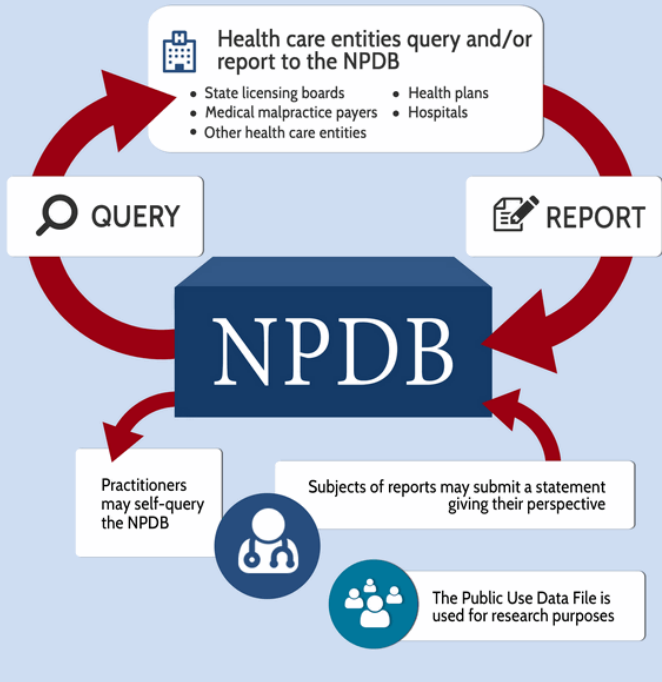 Health care entities query and/or
report to the NPDB
• State licensing boards
• Medical malpractice payers
• Other health care entities
• Health plans
• Hospitals
QUERY
REPORT
NPDB
Practitioners
may self-query
the NPDB
Subjects of reports may submit a statement
giving their perspective
The Public Use Data File is
used for research purposes